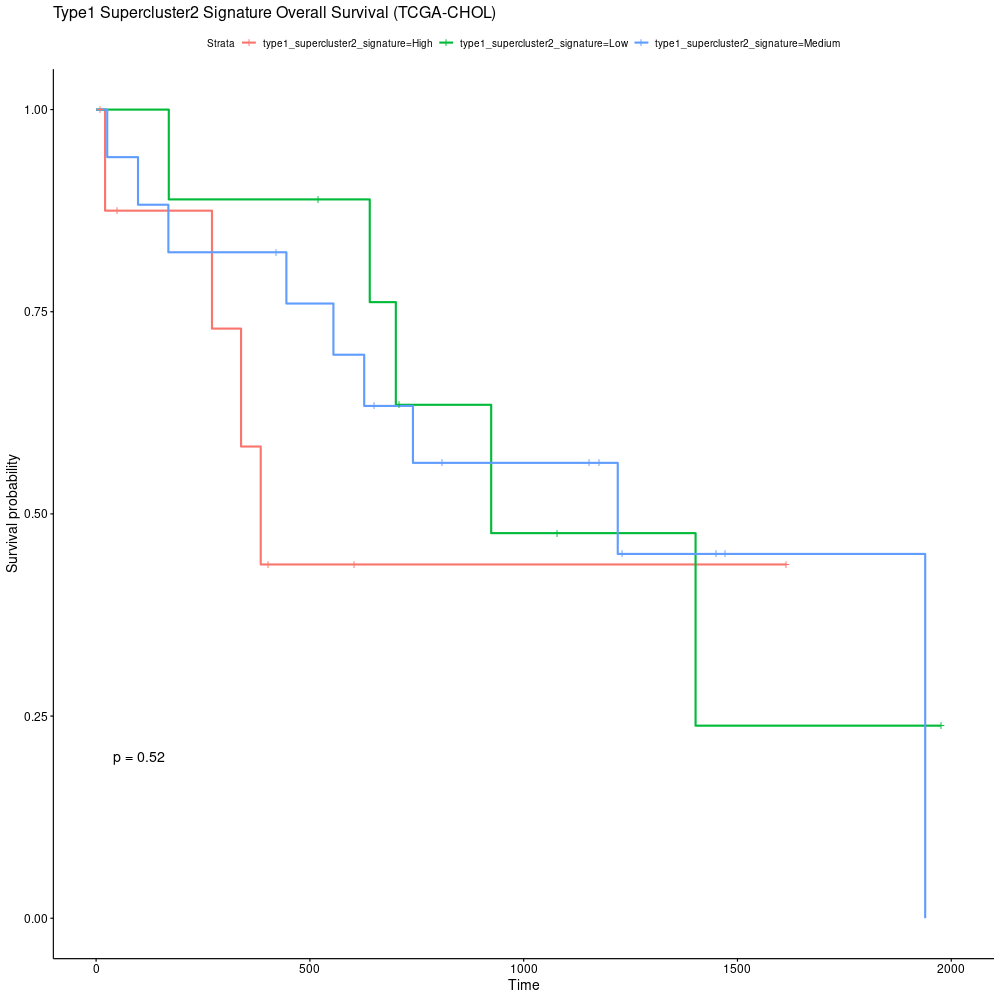 Type1 Supercluster2 Signature Overall Survival (TCGA-CHOL)
Strata type1_supercluster2_signature=High type1_supercluster2_signature=Low type1_supercluster2_signature=Medium
Survival probability
1.00
0.75
0.50
0.25
0.00
p = 0.52
0 500 1000 1500 2000
Time